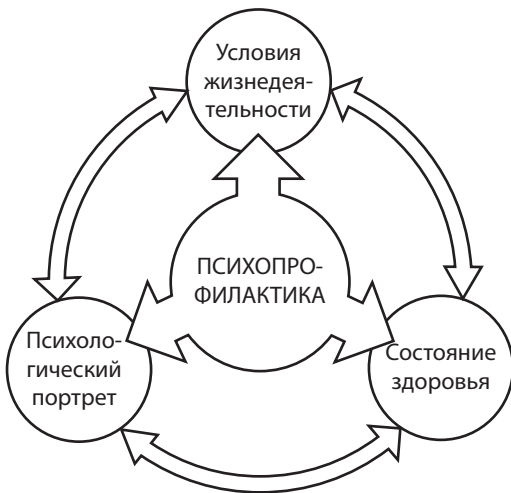 Условия
жизнедея-
тельности
ПСИХОПРО-
ФИЛАКТИКА
Психоло-
гический
портрет
Состояние
здоровья